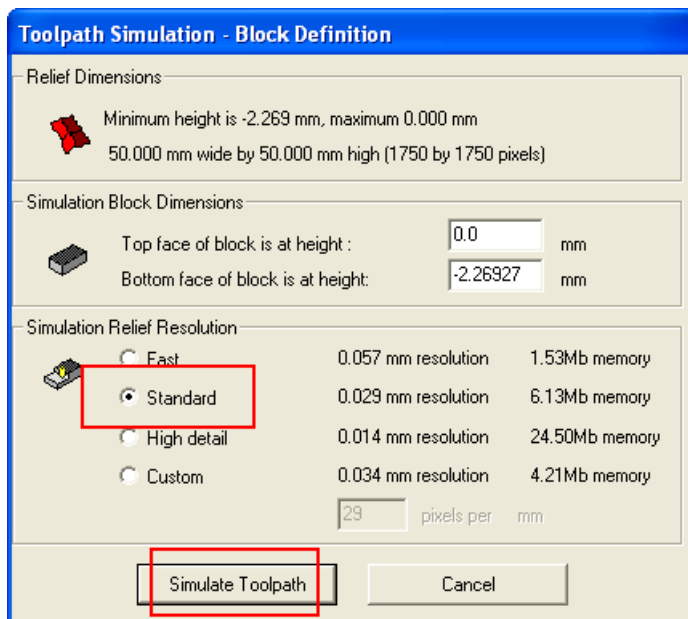 Toolpath Simulation - Block Definition
Relief Dimensions
Minimum height is -2.269 mm, maximum 0.000 mm
50.000 mm wide by 50.000 mm high (1750 by 1750 pixels)
Simulation Block Dimensions
Top face of block is at height : 0.0 mm
Bottom face of block is at height: -2.26927 mm
Simulation Relief Resolution
Fast 0.057 mm resolution 1.53Mb memory
Standard 0.029 mm resolution 6.13Mb memory
High detail 0.014 mm resolution 24.50Mb memory
Custom 0.034 mm resolution 4.21Mb memory
29 pixels per mm
Simulate Toolpath Cancel